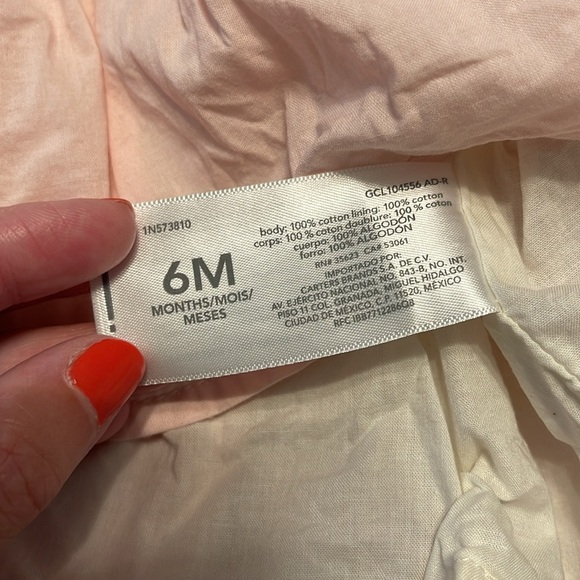 1N573810
6M
MONTHS/MOIS/
MESES
GCL104556 AD-R
body: 100% cotton lining: 100% cotton
corps: 100 % coton doublure: 100 % coton
cuerpo: 100% ALGODÓN
forro: 100% ALGODÓN
RN# 35623 CA# 53061
IMPORTADO POR:
CARTERS BRANDS S.A. DE C.V.
AV. EJÉRCITO NACIONAL NO. 843-B, NO. INT.
PISO 11 COL. GRANADA, MIGUEL HIDALGO
CIUDAD DE MÉXICO, C.P. 11520, MÉXICO
RFC IBB7712286Q8